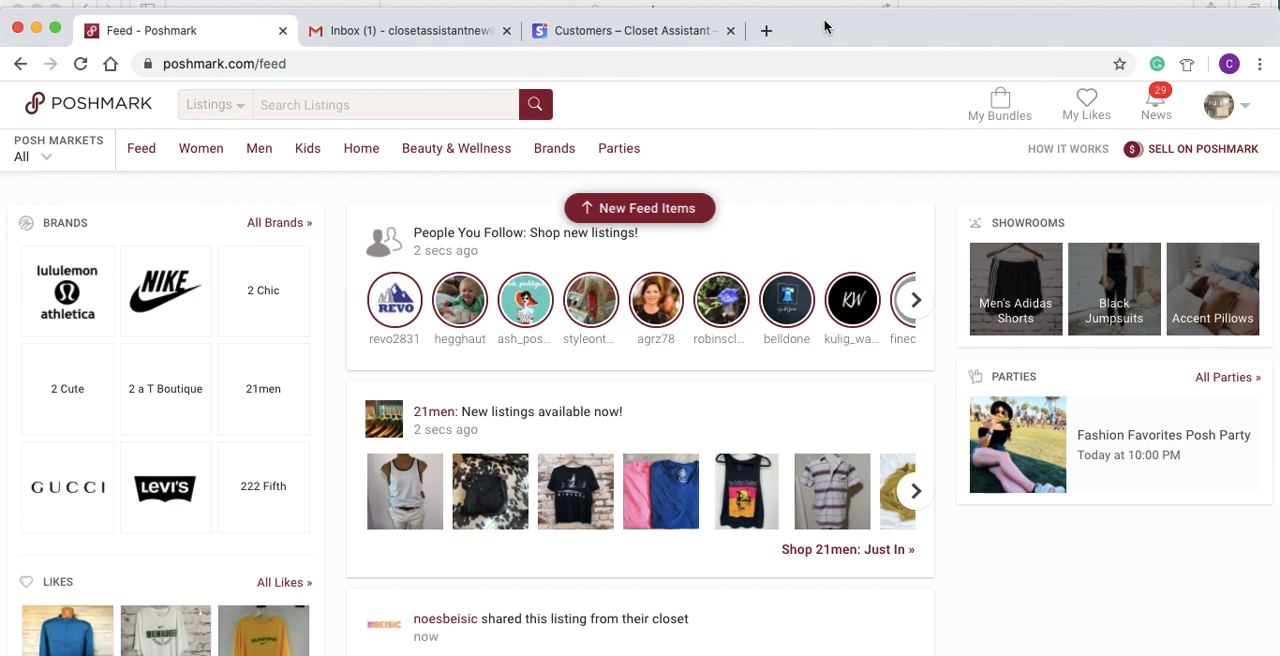 Feed - Poshmark
Inbox (1) - closetassistantnew
Customers – Closet Assistant -
poshmark.com/feed
C
POSHMARK
Listings
Search Listings
My Bundles
My Likes
29
News
POSH MARKETS
All
Feed
Women
Men
Kids
Home
Beauty & Wellness
Brands
Parties
HOW IT WORKS
$ SELL ON POSHMARK
New Feed Items
BRANDS
All Brands »
lululemon
athletica
NIKE
2 Chic
2 Cute
2 a T Boutique
21men
GUCCI
LEVI'S
222 Fifth
LIKES
All Likes »
MILWAUKEE
People You Follow: Shop new listings!
2 secs ago
REVO
KW
revo2831
hegghaut
ash_pos...
styleont...
agrz78
robinscl...
belldone
kulig_wa...
finec
21men: New listings available now!
2 secs ago
Shop 21men: Just In »
noesbeisic shared this listing from their closet
now
SHOWROOMS
Men's Adidas
Shorts
Black
Jumpsuits
Accent Pillows
PARTIES
All Parties »
Fashion Favorites Posh Party
Today at 10:00 PM